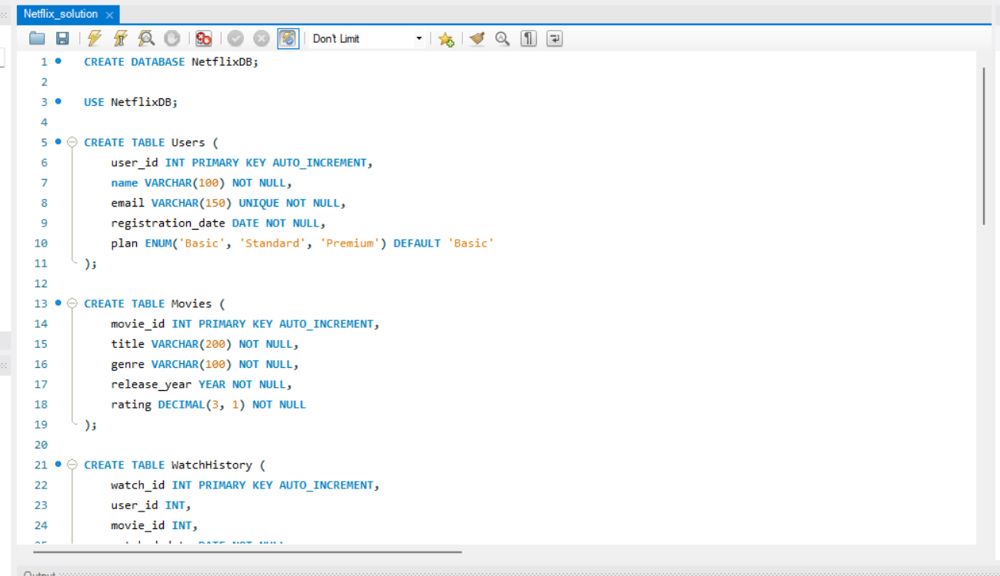 Netflix_solution ×
Don't Limit
1 CREATE DATABASE NetflixDB;
2
3 USE NetflixDB;
4
5 CREATE TABLE Users (
6 user_id INT PRIMARY KEY AUTO_INCREMENT,
7 name VARCHAR(100) NOT NULL,
8 email VARCHAR(150) UNIQUE NOT NULL,
9 registration_date DATE NOT NULL,
10 plan ENUM('Basic', 'Standard', 'Premium') DEFAULT 'Basic'
11 );
12
13 CREATE TABLE Movies (
14 movie_id INT PRIMARY KEY AUTO_INCREMENT,
15 title VARCHAR(200) NOT NULL,
16 genre VARCHAR(100) NOT NULL,
17 release_year YEAR NOT NULL,
18 rating DECIMAL(3, 1) NOT NULL
19 );
20
21 CREATE TABLE WatchHistory (
22 watch_id INT PRIMARY KEY AUTO_INCREMENT,
23 user_id INT,
24 movie_id INT,
Output